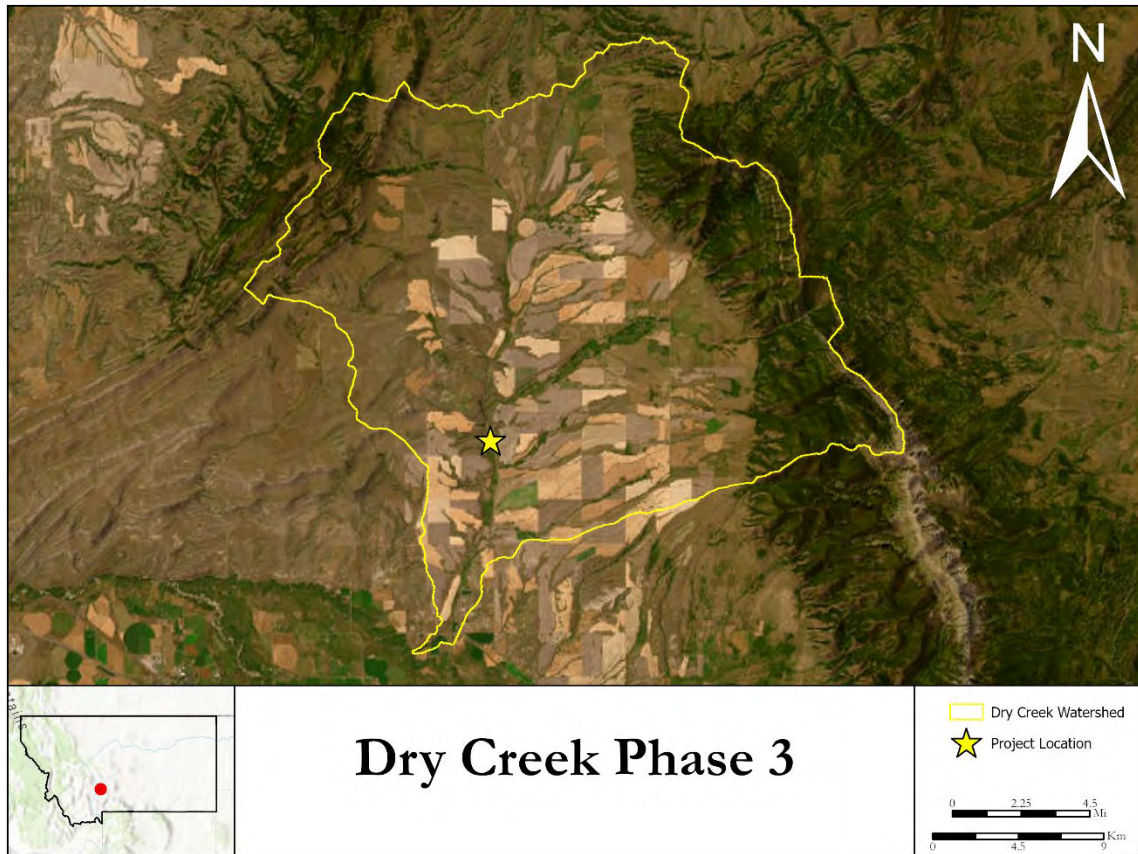 N
Dry Creek Phase 3
Dry Creek Watershed
Project Location
0 2.25 4.5
Mi
Km
0 4.5 9